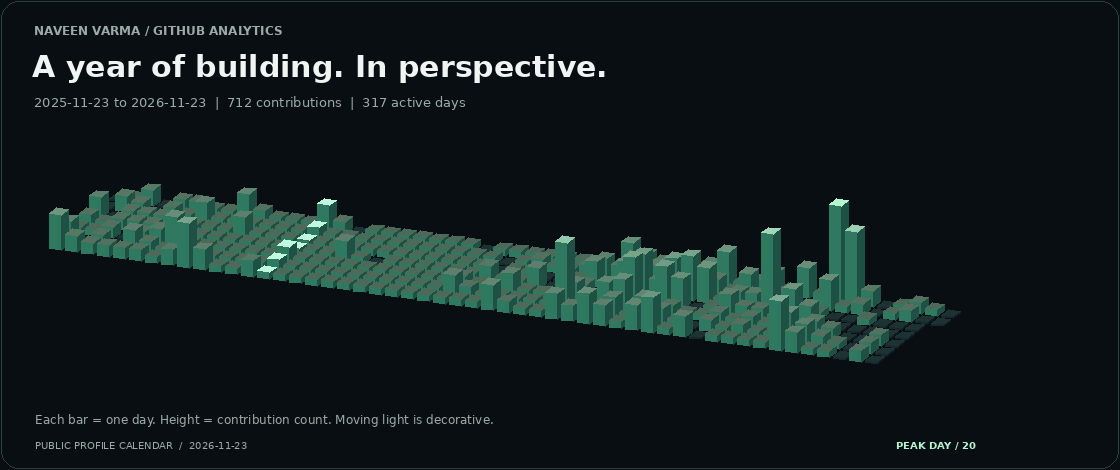 NAVEEN VARMA / GITHUB ANALYTICS
A year of building. In perspective.
2025-11-23 to 2026-11-23 | 712 contributions | 317 active days
Each bar = one day. Height = contribution count. Moving light is decorative.
PUBLIC PROFILE CALENDAR / 2026-11-23
PEAK DAY / 20